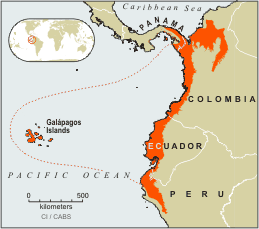 Caribbean Sea
PANAMA
COLOMBIA
Galápagos
Islands
ECUADOR
PACIFIC OCEAN
PERU
0 500
kilometers
CI / CABS